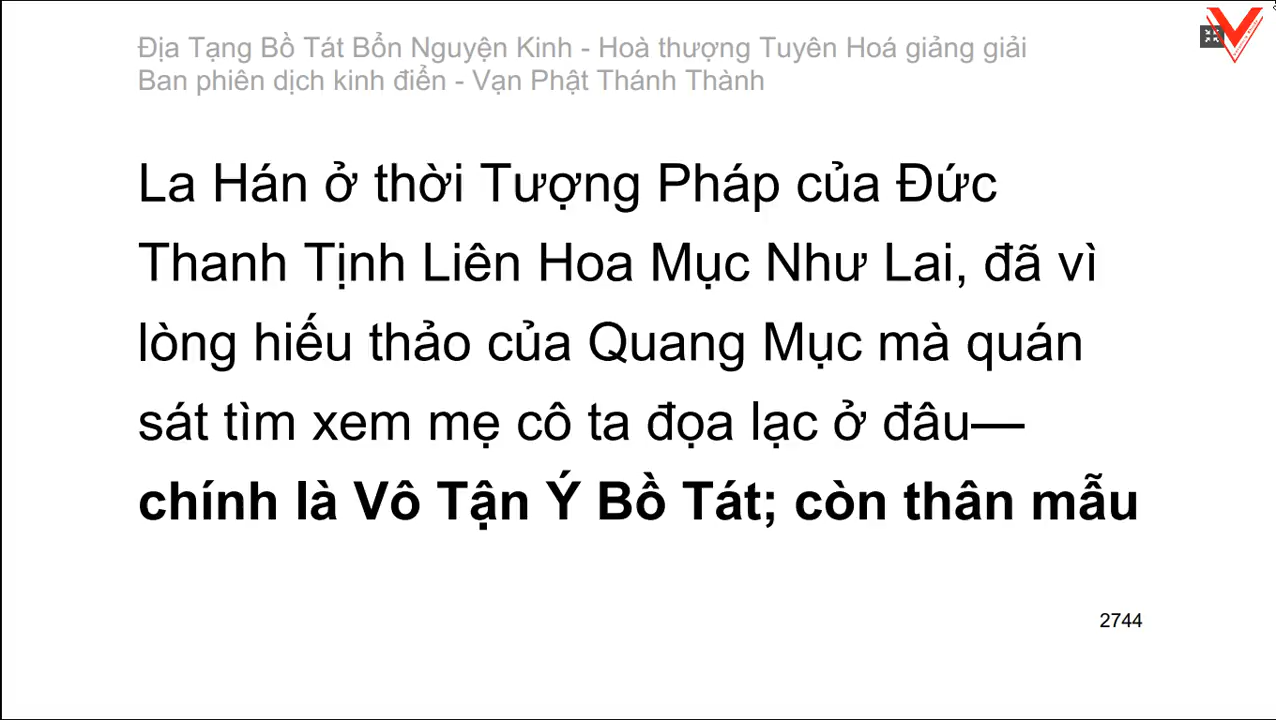 Địa Tạng Bồ Tát Bổn Nguyện Kinh - Hoà thượng Tuyên Hoá giảng giải
Ban phiên dịch kinh điển - Vạn Phật Thánh Thành
La Hán ở thời Tượng Pháp của Đức
Thanh Tịnh Liên Hoa Mục Như Lai, đã vì
lòng hiếu thảo của Quang Mục mà quán
sát tìm xem mẹ cô ta đọa lạc ở đâu—
chính là Vô Tận Ý Bồ Tát; còn thân mẫu
2744